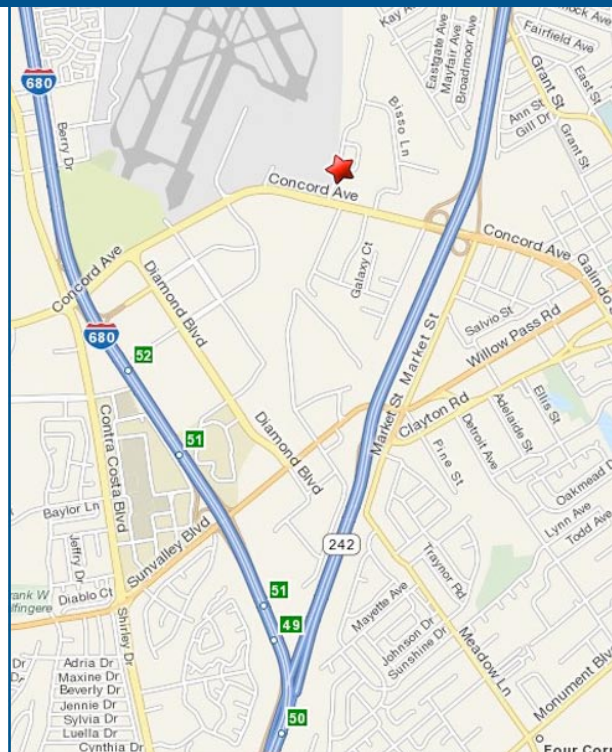 Kay Ave
Eastgate Ave
Mayfair Ave
Broadmoor Ave
Fairfield Ave
Grant St
East St
680
Berry Dr
Bisso Ln
Ann St
Gill Dr
Grant St
Concord Ave
Concord Ave
Galaxy Ct
Galindo
Concord Ave
Diamond Blvd
Salvio St
Willow Pass Rd
680
52
Market St
Market St
Clayton Rd
Ellis St
Adelaide St
Detroit Ave
Contra Costa Blvd
51
Diamond Blvd
Pine St
Oakmead
Baylor Ln
Sunvalley Blvd
Lynn Ave
Todd Ave
242
Jeffry Dr
Traynor Rd
Diablo Ct
51
Mayette Ave
49
Shirley Dr
Johnson Dr
Sunshine Dr
Meadow Ln
Monument Blv
Dr
Adria Dr
Maxine Dr
Dr
Beverly Dr
Jennie Dr
Sylvia Dr
Luella Dr
Cynthia Dr
50
Four Cor